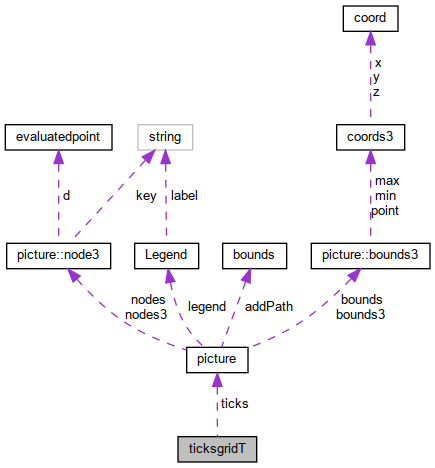 coord
x
y
z
evaluatedpoint
string
coords3
d
key
label
max
min
point
picture::node3
Legend
bounds
picture::bounds3
nodes
nodes3
legend
addPath
bounds
bounds3
picture
ticks
ticksgridT